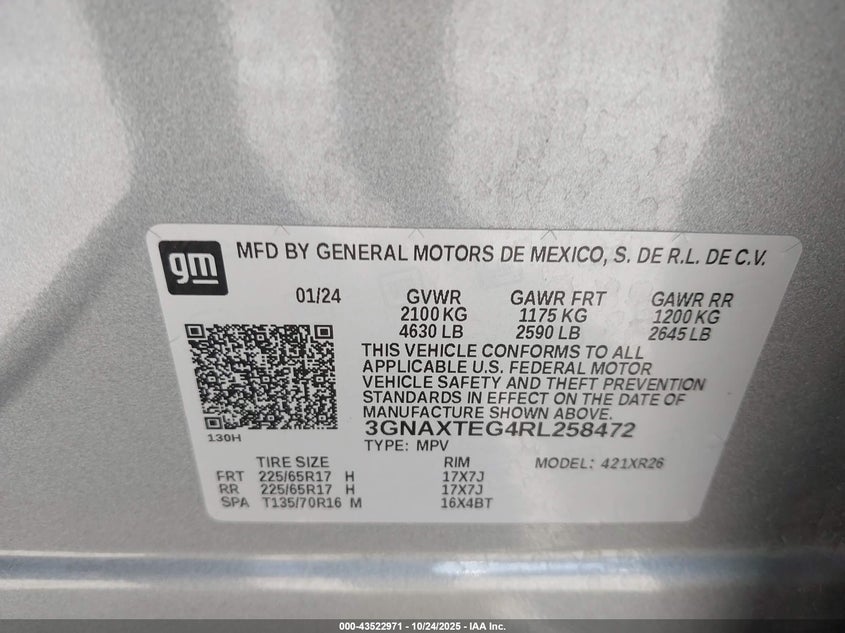 gm MFD BY GENERAL MOTORS DE MEXICO, S. DE R.L. DE C.V.
01/24 GVWR GAWR FRT GAWR RR
2100 KG 1175 KG 1200 KG
4630 LB 2590 LB 2645 LB
THIS VEHICLE CONFORMS TO ALL
APPLICABLE U.S. FEDERAL MOTOR
VEHICLE SAFETY AND THEFT PREVENTION
STANDARDS IN EFFECT ON THE DATE OF
MANUFACTURE SHOWN ABOVE.
3GNAXTEG4RL258472
130H TYPE: MPV
TIRE SIZE RIM MODEL: 421XR26
FRT 225/65R17 H 17X7J
RR 225/65R17 H 17X7J
SPA T135/70R16 M 16X4BT
000-43522971 - 10/24/2025 - IAA Inc.